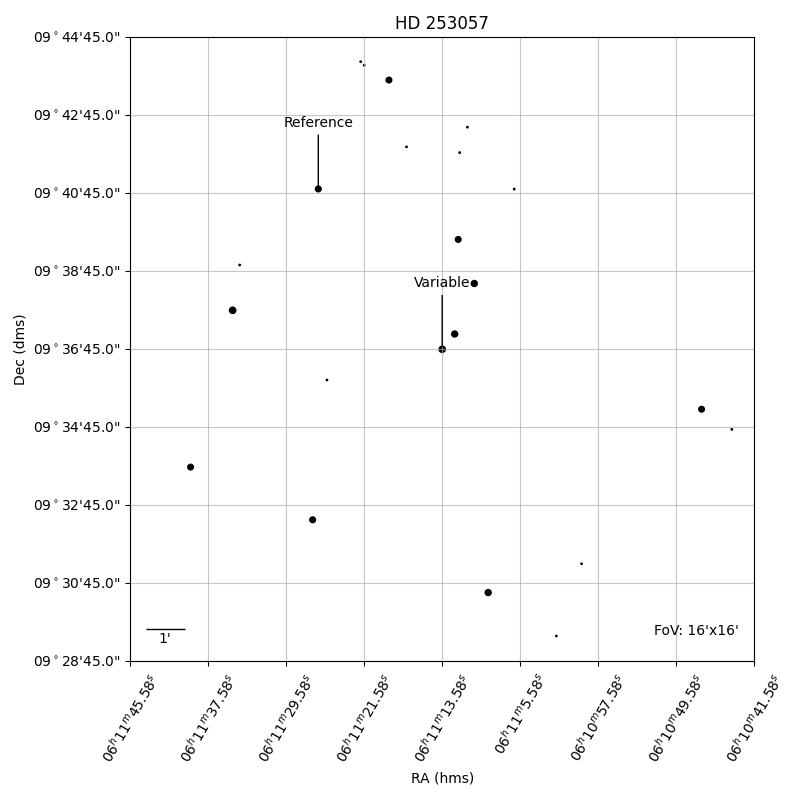 HD 253057
09°44'45.0"
09°42'45.0"
09°40'45.0"
09°38'45.0"
09°36'45.0"
09°34'45.0"
09°32'45.0"
09°30'45.0"
09°28'45.0"
Dec (dms)
Reference
Variable
1'
FoV: 16'x16'
06ʰ11ᵐ45.58ˢ
06ʰ11ᵐ37.58ˢ
06ʰ11ᵐ29.58ˢ
06ʰ11ᵐ21.58ˢ
06ʰ11ᵐ13.58ˢ
06ʰ11ᵐ5.58ˢ
06ʰ10ᵐ57.58ˢ
06ʰ10ᵐ49.58ˢ
06ʰ10ᵐ41.58ˢ
RA (hms)